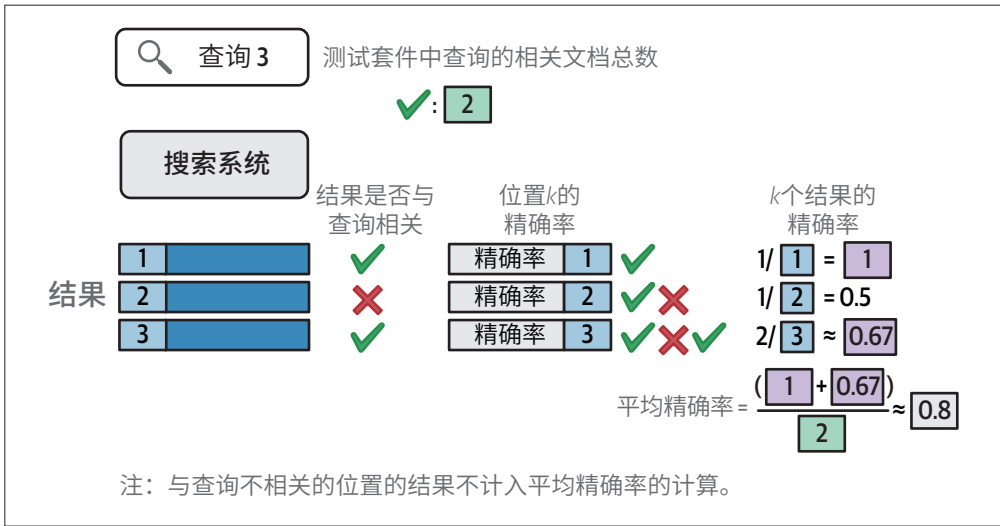 查询 3
测试套件中查询的相关文档总数
: 2
搜索系统
结果是否与
查询相关
位置k的
精确率
k个结果的
精确率
结果
1
精确率 1
1/ 1 = 1
2
精确率 2
1/ 2 = 0.5
3
精确率 3
2/ 3 ≈ 0.67
平均精确率 =
( 1 + 0.67 )
2
≈ 0.8
注：与查询不相关的位置的结果不计入平均精确率的计算。